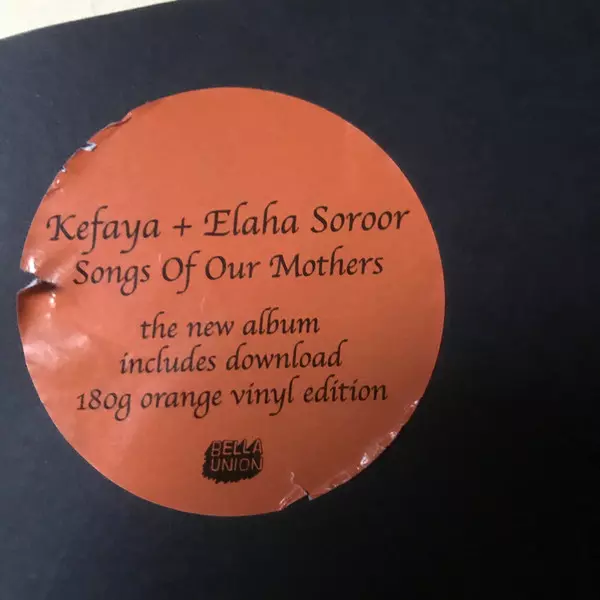 Kefaya + Elaha Soroor
Songs Of Our Mothers
the new album
includes download
180g orange vinyl edition
BELLA
UNION